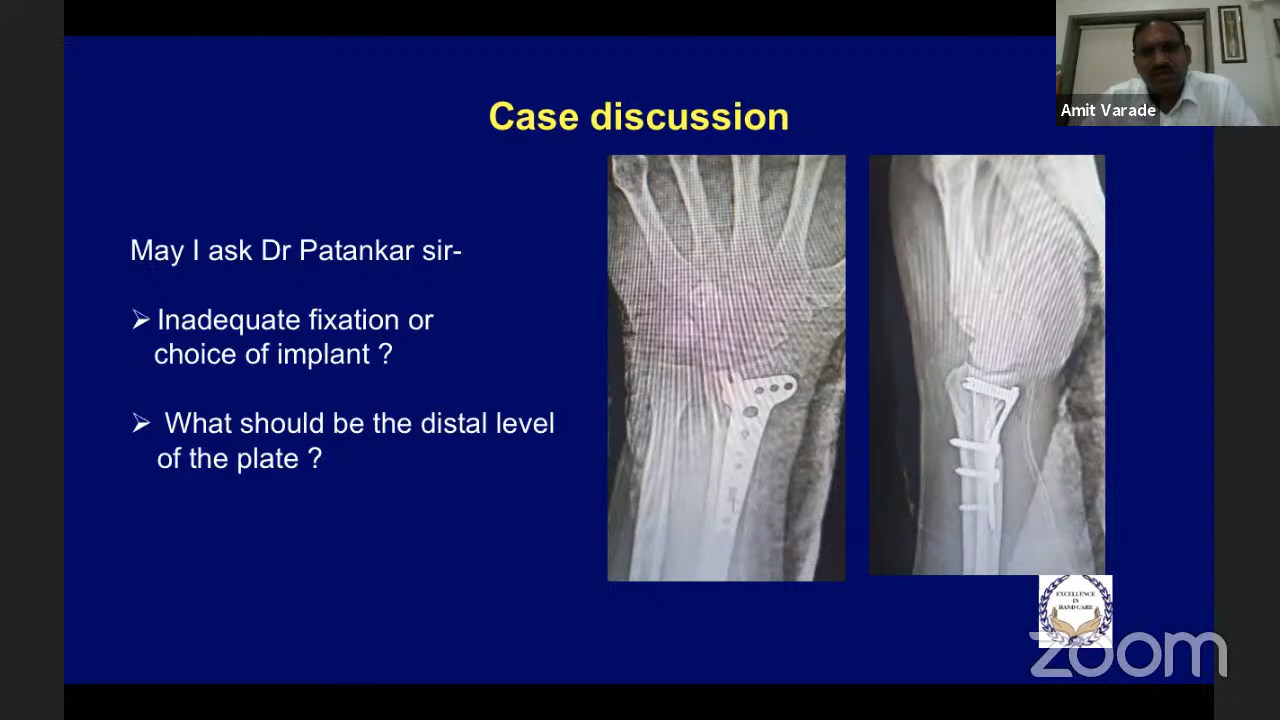 Case discussion
Amit Varade
May I ask Dr Patankar sir-
Inadequate fixation or
choice of implant ?
What should be the distal level
of the plate ?
EXCELLENCE
IN
HAND CARE
zoom